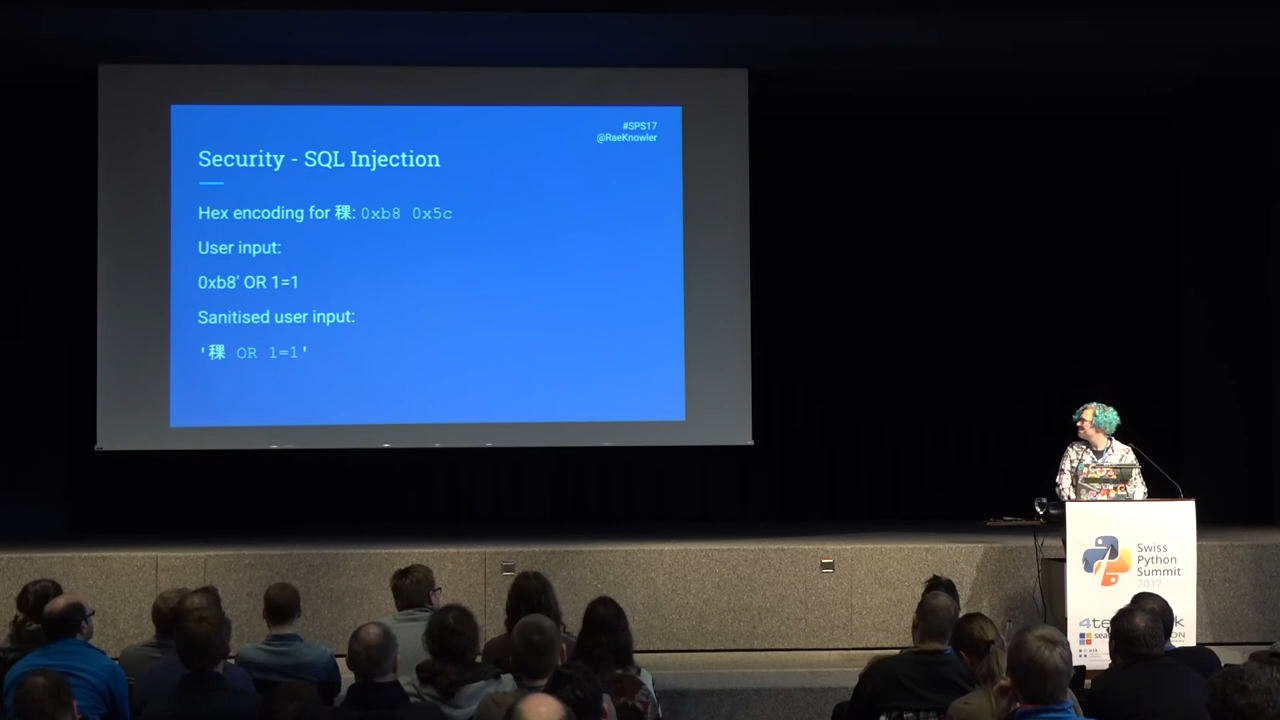 #SPS17
@RaeKnowler
Security - SQL Injection
Hex encoding for 稞: 0xb8 0x5c
User input:
0xb8' OR 1=1
Sanitised user input:
'稞 OR 1=1'
Swiss
Python
Summit
2017